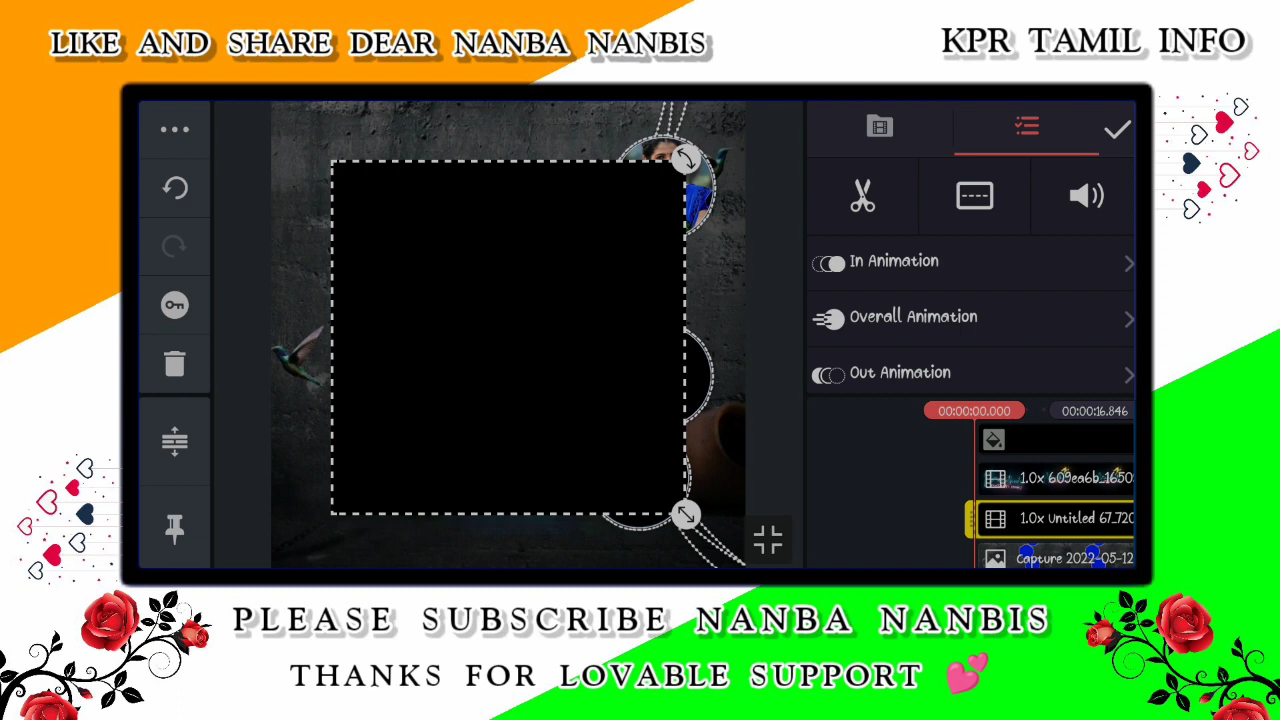 LIKE AND SHARE DEAR NANBA NANBIS
KPR TAMIL INFO
In Animation
Overall Animation
Out Animation
00:00:00.000
00:00:16.846
1.0x 609ea6b_1650
1.0x Untitled 67_720
Capture 2022-05-12
PLEASE SUBSCRIBE NANBA NANBIS
THANKS FOR LOVABLE SUPPORT 💕